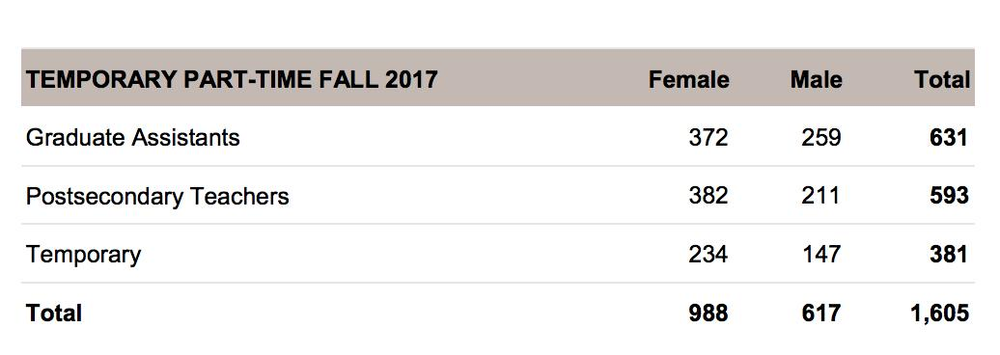 TEMPORARY PART-TIME FALL 2017 Female Male Total
Graduate Assistants 372 259 631
Postsecondary Teachers 382 211 593
Temporary 234 147 381
Total 988 617 1,605